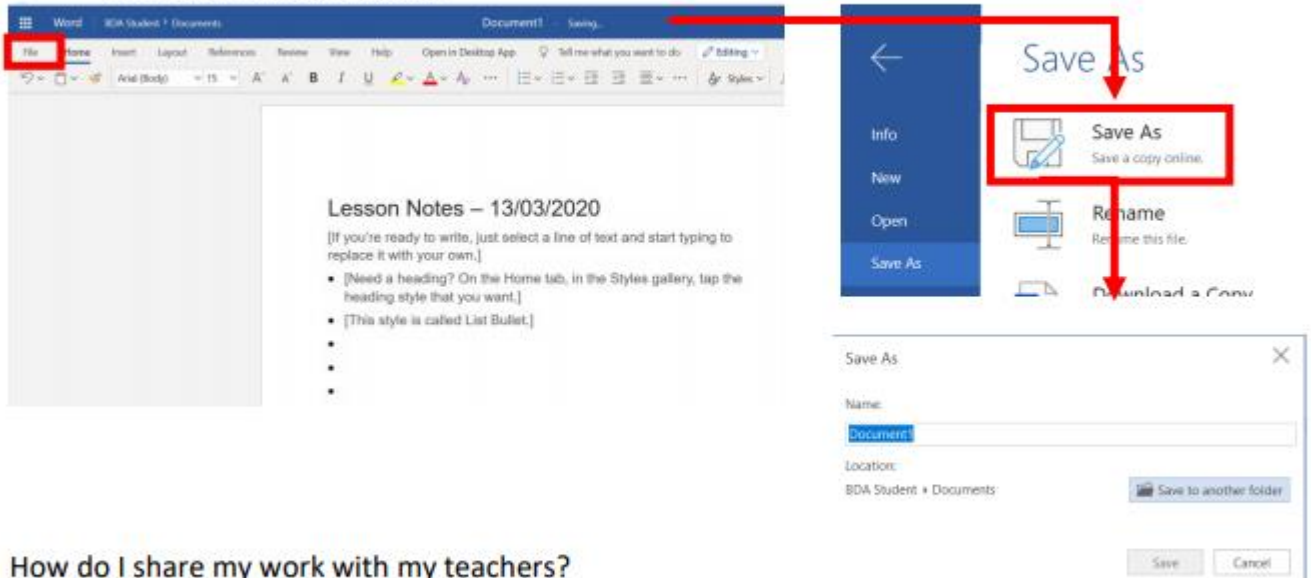 Word BDA Student > Documents Document1 - Saving...
File Home Insert Layout References Review View Help Open in Desktop App Tell me what you want to do Editing
Arial (Body) 15 A A B I U A Styles
Lesson Notes – 13/03/2020
[If you're ready to write, just select a line of text and start typing to
replace it with your own.]
• [Need a heading? On the Home tab, in the Styles gallery, tap the
heading style that you want.]
• [This style is called List Bullet.]
•
•
•
Save As
Info
New
Open
Save As
Save As
Save a copy online.
Rename
Rename this file.
Download a Copy
Save As
Name:
Document1
Location:
BDA Student > Documents
Save to another folder
Save Cancel
How do I share my work with my teachers?